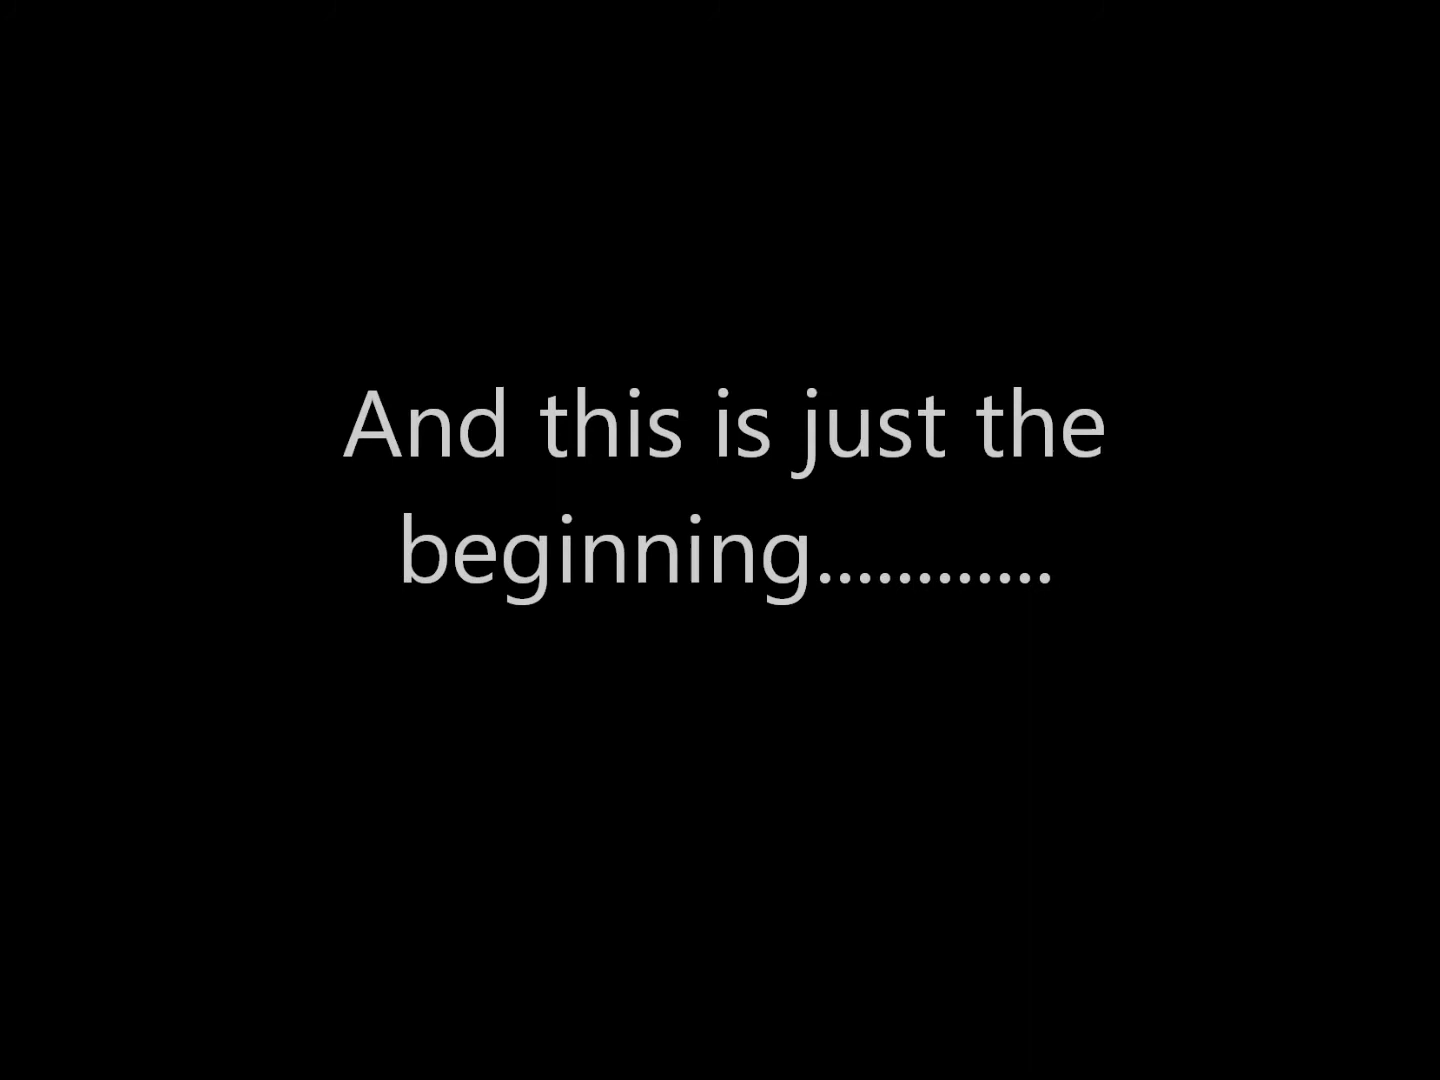 And this is just the
beginning............